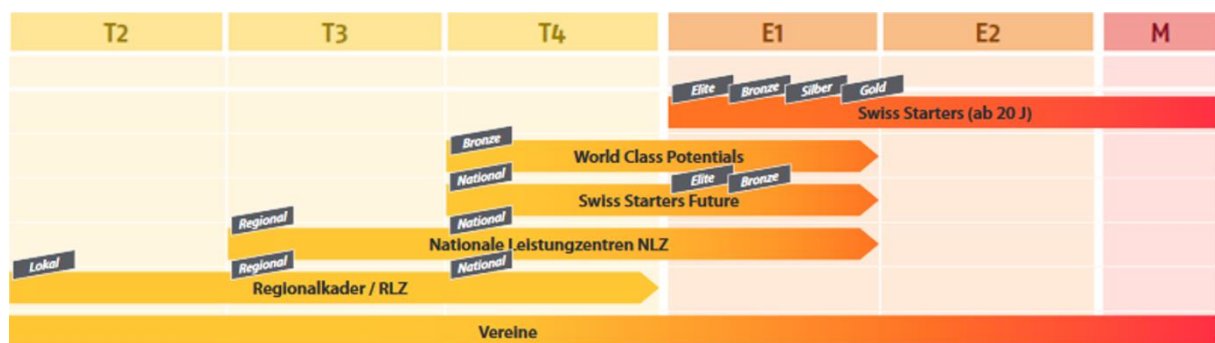 T2 T3 T4 E1 E2 M
Elite Bronze Silber Gold
Swiss Starters (ab 20 J)
Bronze
World Class Potentials
National Elite Bronze
Swiss Starters Future
Regional National
Nationale Leistungzentren NLZ
Lokal Regional National
Regionalkader / RLZ
Vereine